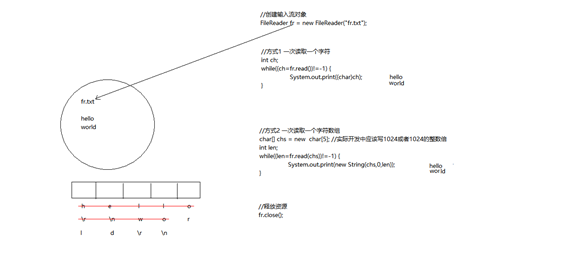 //创建输入流对象
FileReader fr = new FileReader("fr.txt");
//方式1 一次读取一个字符
int ch;
while((ch=fr.read())!=-1) {
System.out.print((char)ch);
}
hello
world
fr.txt
hello
world
//方式2 一次读取一个字符数组
char[] chs = new char[5]; //实际开发中应该写1024或者1024的整数倍
int len;
while((len=fr.read(chs))!=-1) {
System.out.print(new String(chs,0,len));
}
hello
world
h e l l o
\r \n w o r
l d \r \n
//释放资源
fr.close();